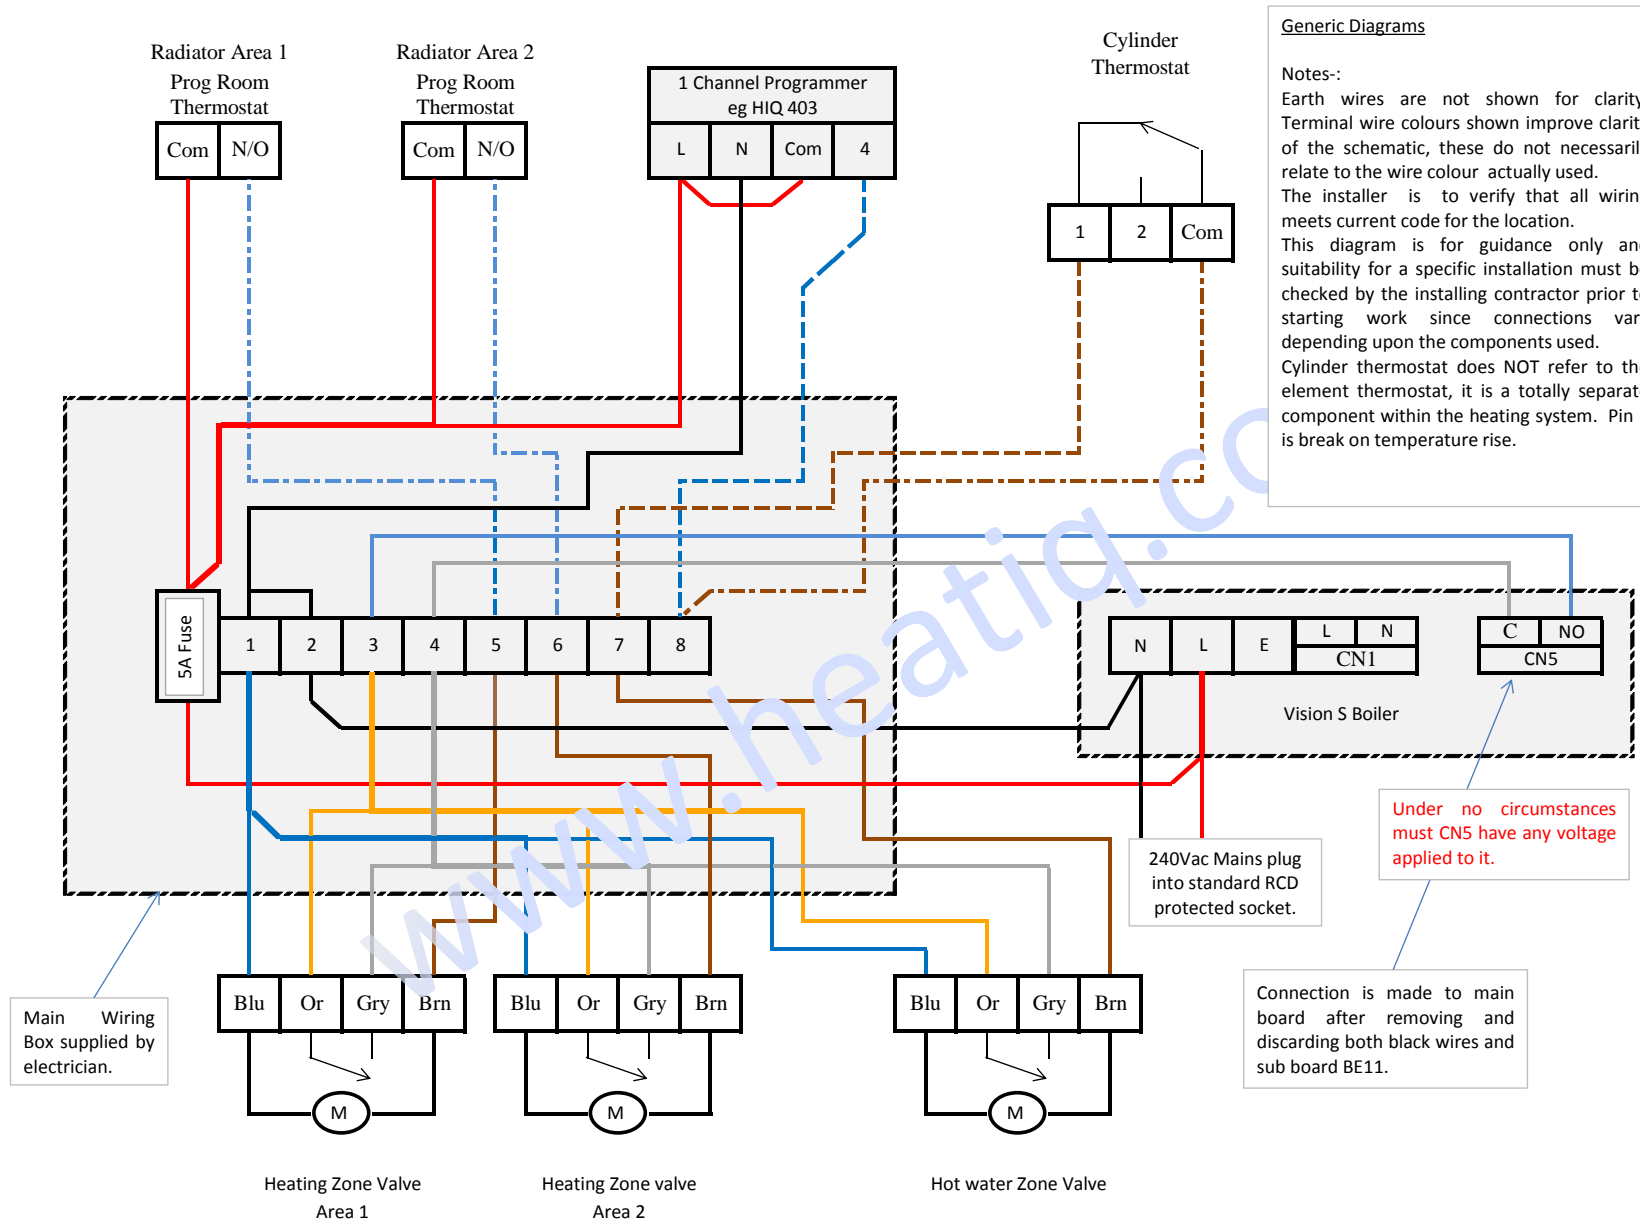 Generic Diagrams
Notes-:
Earth wires are not shown for clarity
Terminal wire colours shown improve
of the schematic, these do not
relate to the wire colour actually used.
The installer is to verify that all
meets current code for the location.
This diagram is for guidance only
suitability for a specific installation must
checked by the installing contractor prior
starting work since connections
depending upon the components used.
Cylinder thermostat does NOT refer to
element thermostat, it is a totally
component within the heating system. Pin
is break on temperature rise.
Radiator Area 1
Prog Room
Thermostat
Com N/O
Radiator Area 2
Prog Room
Thermostat
Com N/O
1 Channel Programmer
eg HIQ 403
L N Com 4
Cylinder
Thermostat
1 2 Com
5A Fuse
1 2 3 4 5 6 7 8
N L E L N
CN1
C NO
CN5
Vision S Boiler
Under no circumstances
must CN5 have any voltage
applied to it.
240Vac Mains plug
into standard RCD
protected socket.
Connection is made to main
board after removing and
discarding both black wires and
sub board BE11.
Main Wiring
Box supplied by
electrician.
Blu Or Gry Brn
M
Heating Zone Valve
Area 1
Blu Or Gry Brn
M
Heating Zone valve
Area 2
Blu Or Gry Brn
M
Hot water Zone Valve
www.heatiq.co